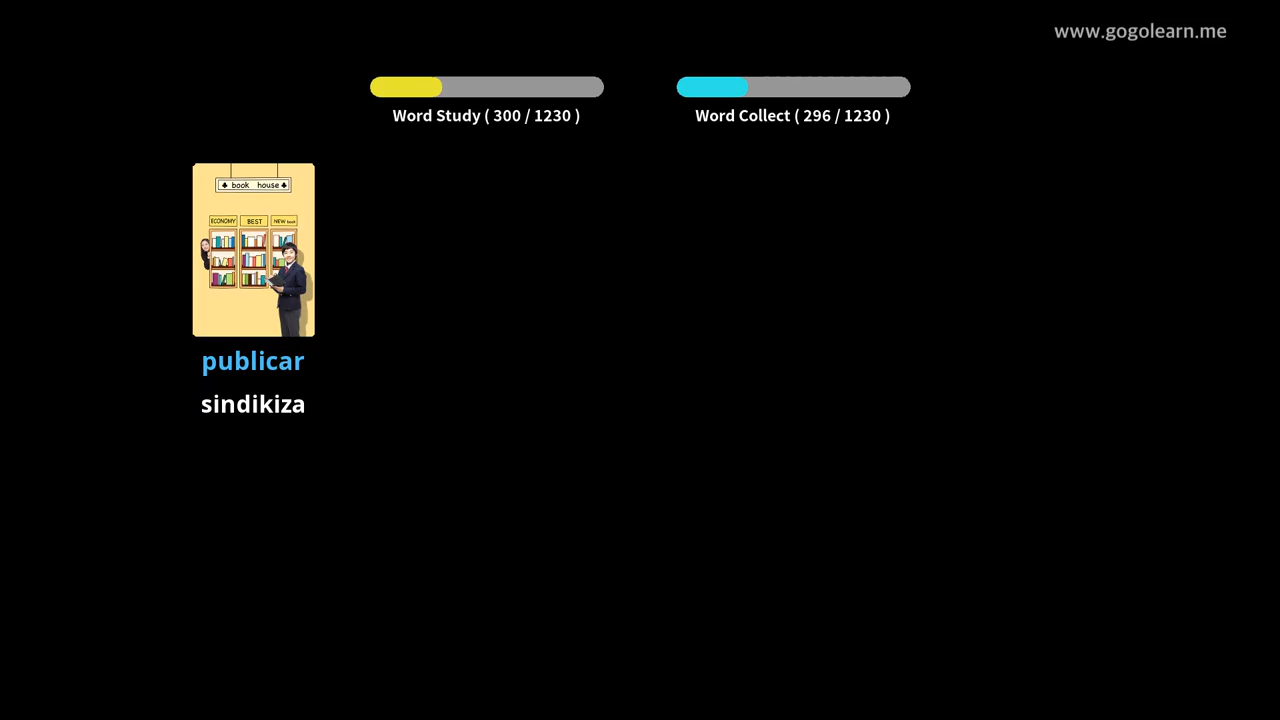 www.gogolearn.me
Word Study ( 300 / 1230 )
Word Collect ( 296 / 1230 )
book house
ECONOMY
BEST
NEW book
publicar
sindikiza